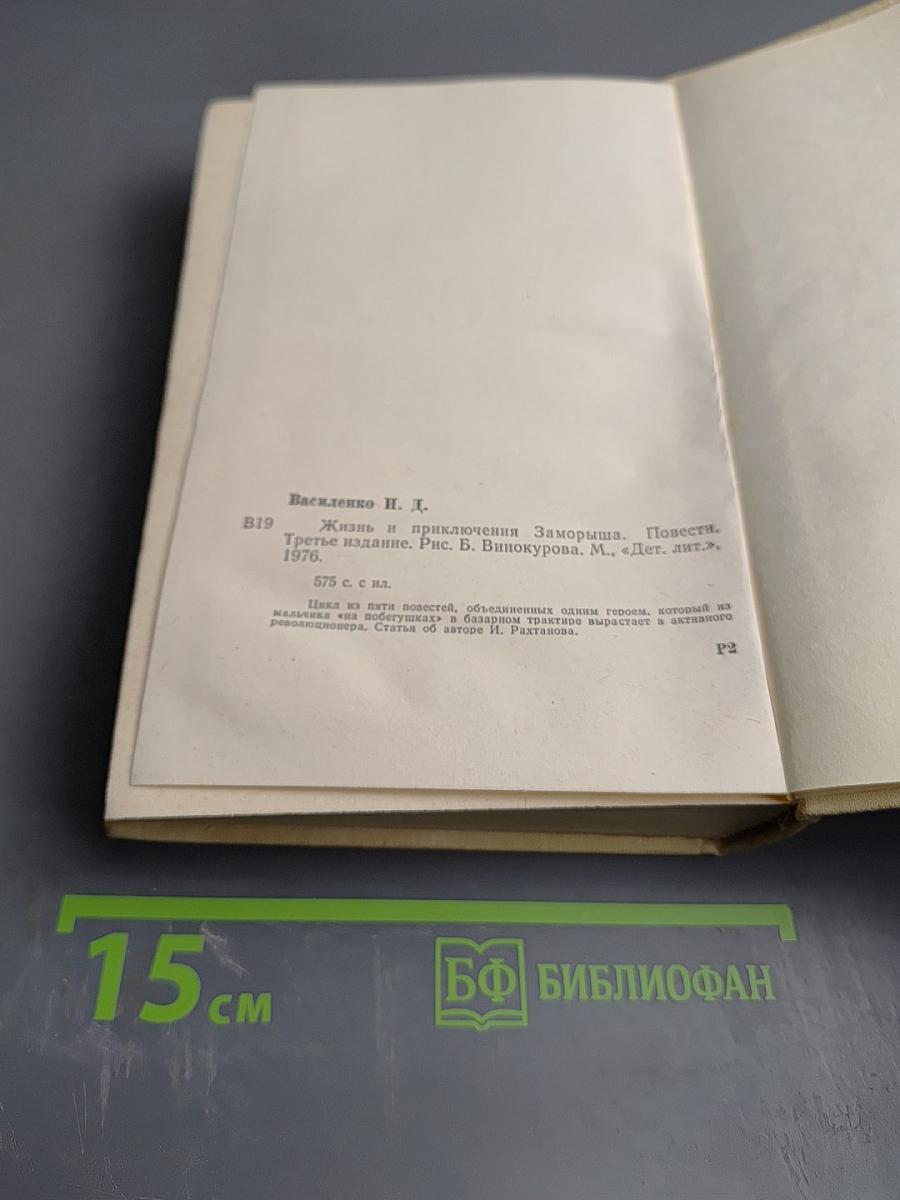 Василенко И. Д.
В19 Жизнь и приключения Заморыша. Повести.
Третье издание. Рис. Б. Винокурова. М., «Дет. лит.»,
1976.
575 с. с ил.
Цикл из пяти повестей, объединенных одним героем, который из
мальчика «на побегушках» в базарном трактире вырастает в активного
революционера. Статья об авторе И. Рахтанова.
Р2
15 см
БФ БИБЛИОФАН